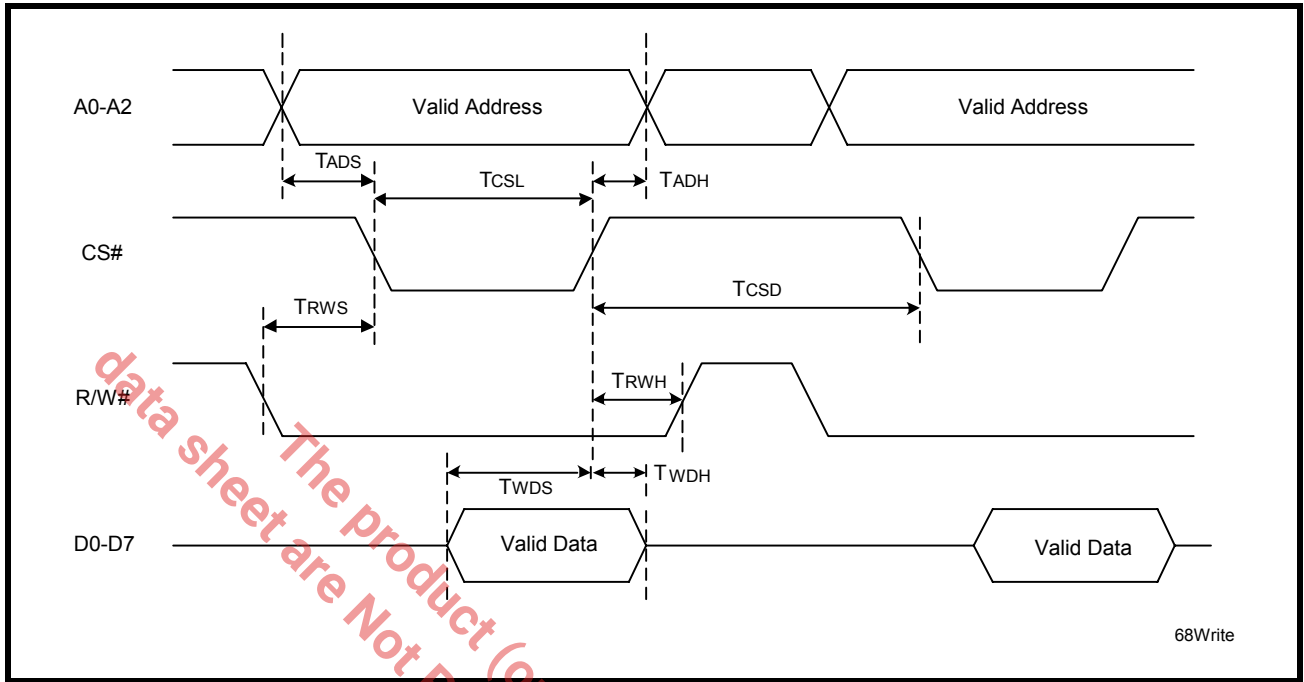 A0-A2
Valid Address
Valid Address
TADS
TCSL
TADH
CS#
TCSD
TRWS
R/W#
TRWH
TWDS
TWDH
D0-D7
Valid Data
Valid Data
68Write
The product (o
data sheet are Not